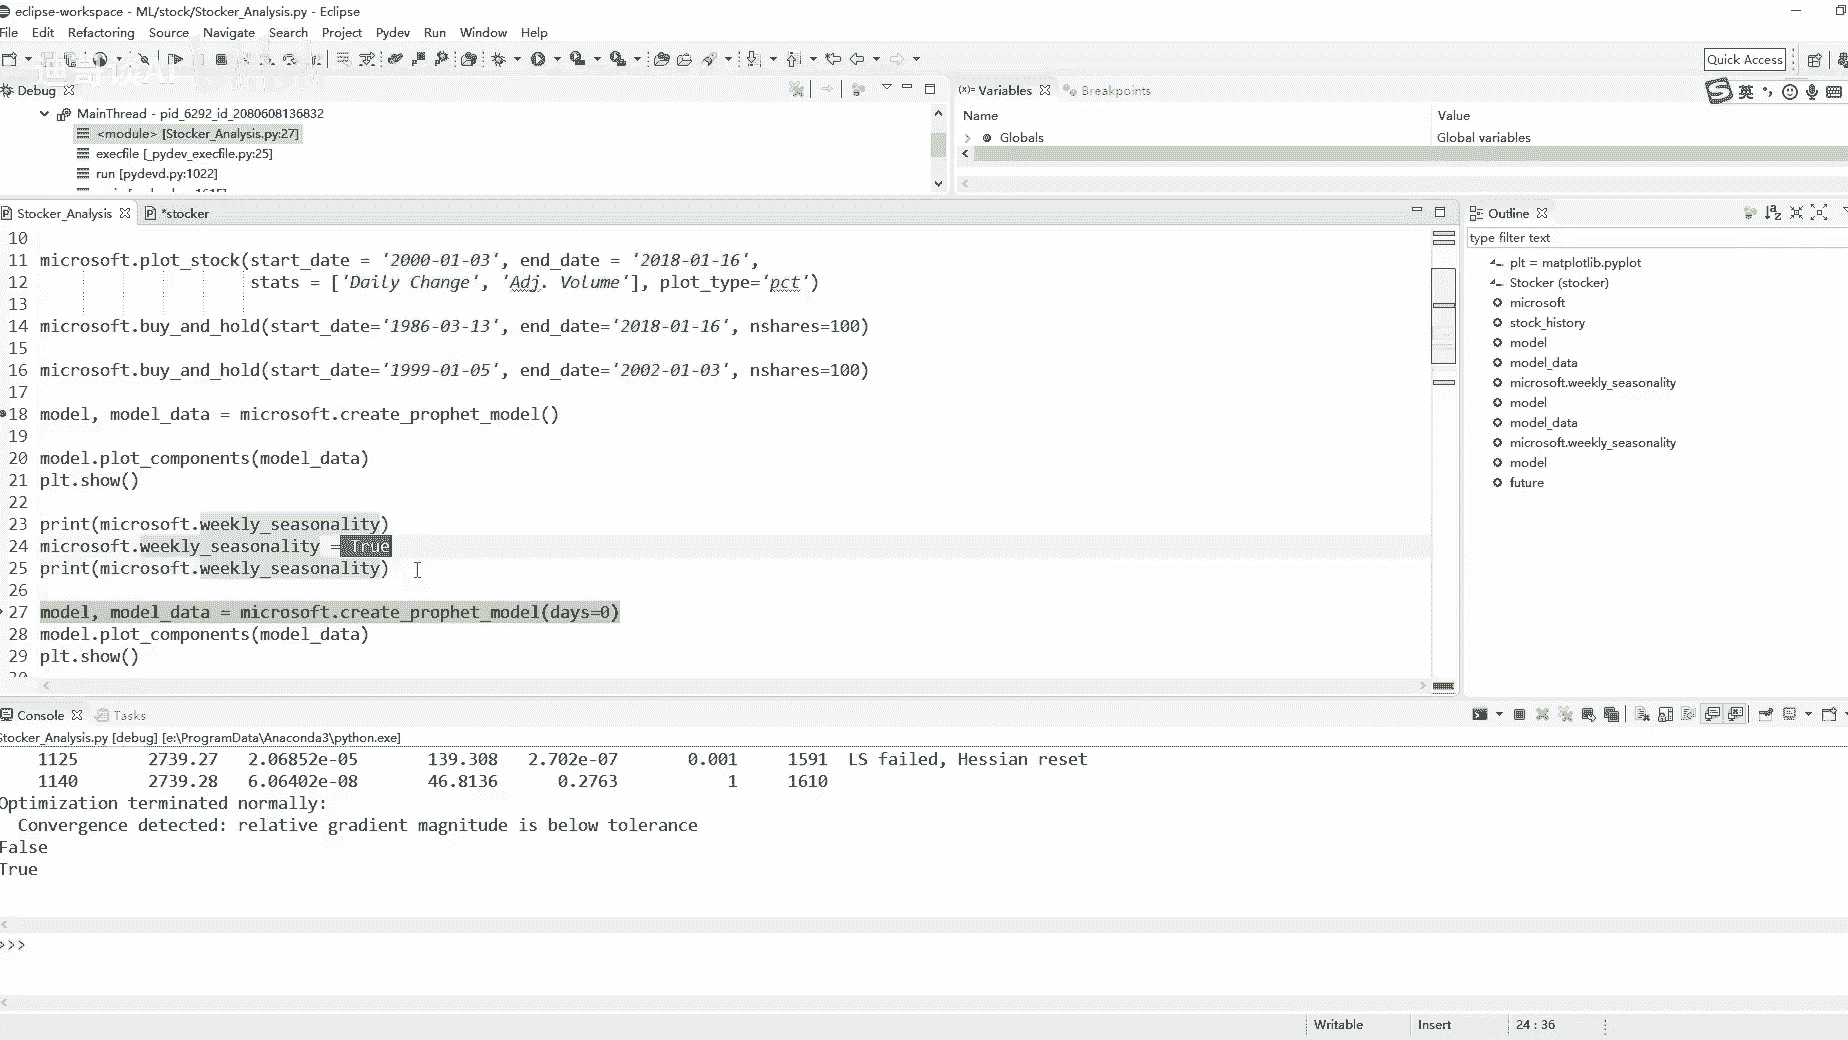 eclipse-workspace - ML/stock/Stocker_Analysis.py - Eclipse
File Edit Refactoring Source Navigate Search Project Pydev Run Window Help
Quick Access
Debug
(x)= Variables Breakpoints
英
MainThread - pid_6292_id_2080608136832
<module> [Stocker_Analysis.py:27]
execfile [_pydev_execfile.py:25]
run [pydevd.py:1022]
Name Value
Globals Global variables
Stocker_Analysis *stocker
Outline
type filter text
plt = matplotlib.pyplot
Stocker (stocker)
microsoft
stock_history
model
model_data
microsoft.weekly_seasonality
model
model_data
microsoft.weekly_seasonality
model
future
10
11 microsoft.plot_stock(start_date = '2000-01-03', end_date = '2018-01-16',
12 stats = ['Daily Change', 'Adj. Volume'], plot_type='pct')
13
14 microsoft.buy_and_hold(start_date='1986-03-13', end_date='2018-01-16', nshares=100)
15
16 microsoft.buy_and_hold(start_date='1999-01-05', end_date='2002-01-03', nshares=100)
17
18 model, model_data = microsoft.create_prophet_model()
19
20 model.plot_components(model_data)
21 plt.show()
22
23 print(microsoft.weekly_seasonality)
24 microsoft.weekly_seasonality = True
25 print(microsoft.weekly_seasonality)
26
27 model, model_data = microsoft.create_prophet_model(days=0)
28 model.plot_components(model_data)
29 plt.show()
Console Tasks
Stocker_Analysis.py [debug] [e:\ProgramData\Anaconda3\python.exe]
1125 2739.27 2.06852e-05 139.308 2.702e-07 0.001 1591 LS failed, Hessian reset
1140 2739.28 6.06402e-08 46.8136 0.2763 1 1610
Optimization terminated normally:
Convergence detected: relative gradient magnitude is below tolerance
False
True
>>>
Writable Insert 24 : 36